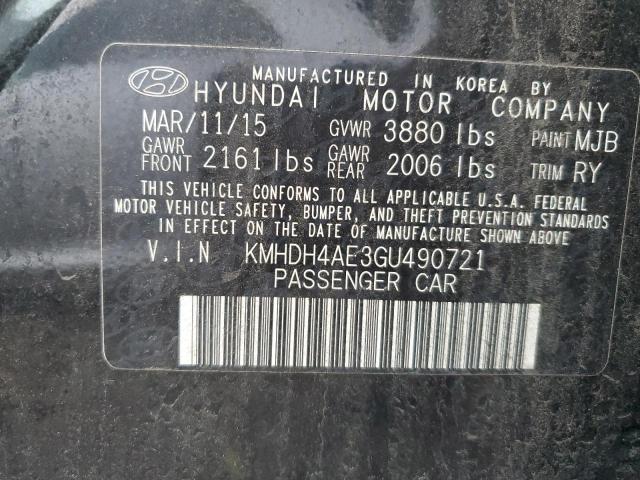 MANUFACTURED IN KOREA BY
HYUNDAI MOTOR COMPANY
MAR/11/15 GVWR 3880 lbs PAINT MJB
GAWR FRONT 2161 lbs GAWR REAR 2006 lbs TRIM RY
THIS VEHICLE CONFORMS TO ALL APPLICABLE U.S.A. FEDERAL
MOTOR VEHICLE SAFETY, BUMPER, AND THEFT PREVENTION STANDARDS
IN EFFECT ON THE DATE OF MANUFACTURE SHOWN ABOVE
V.I.N KMHDH4AE3GU490721
PASSENGER CAR